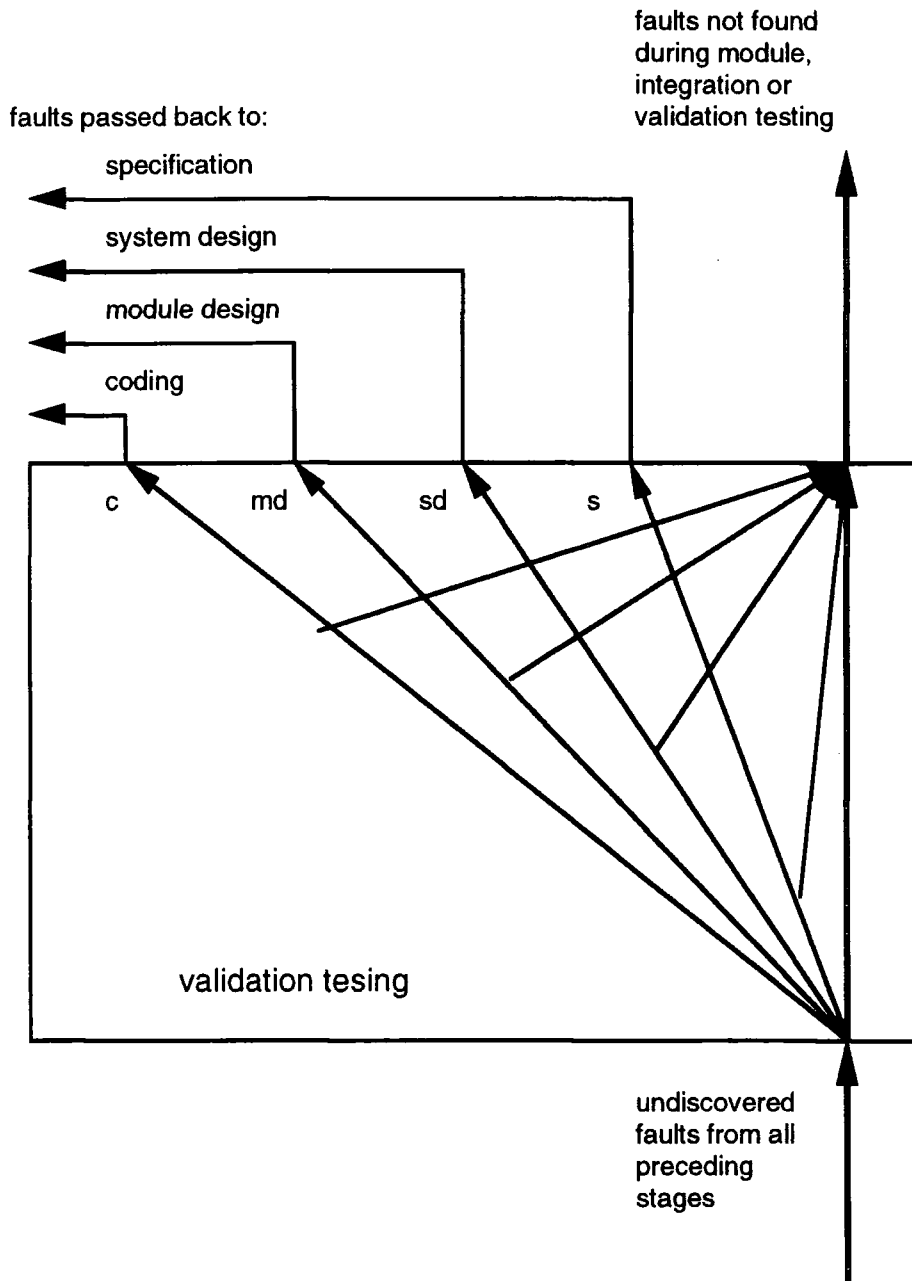 faults not found
during module,
integration or
validation testing
faults passed back to:
specification
system design
module design
coding
c
md
sd
s
validation tesing
undiscovered
faults from all
preceding
stages